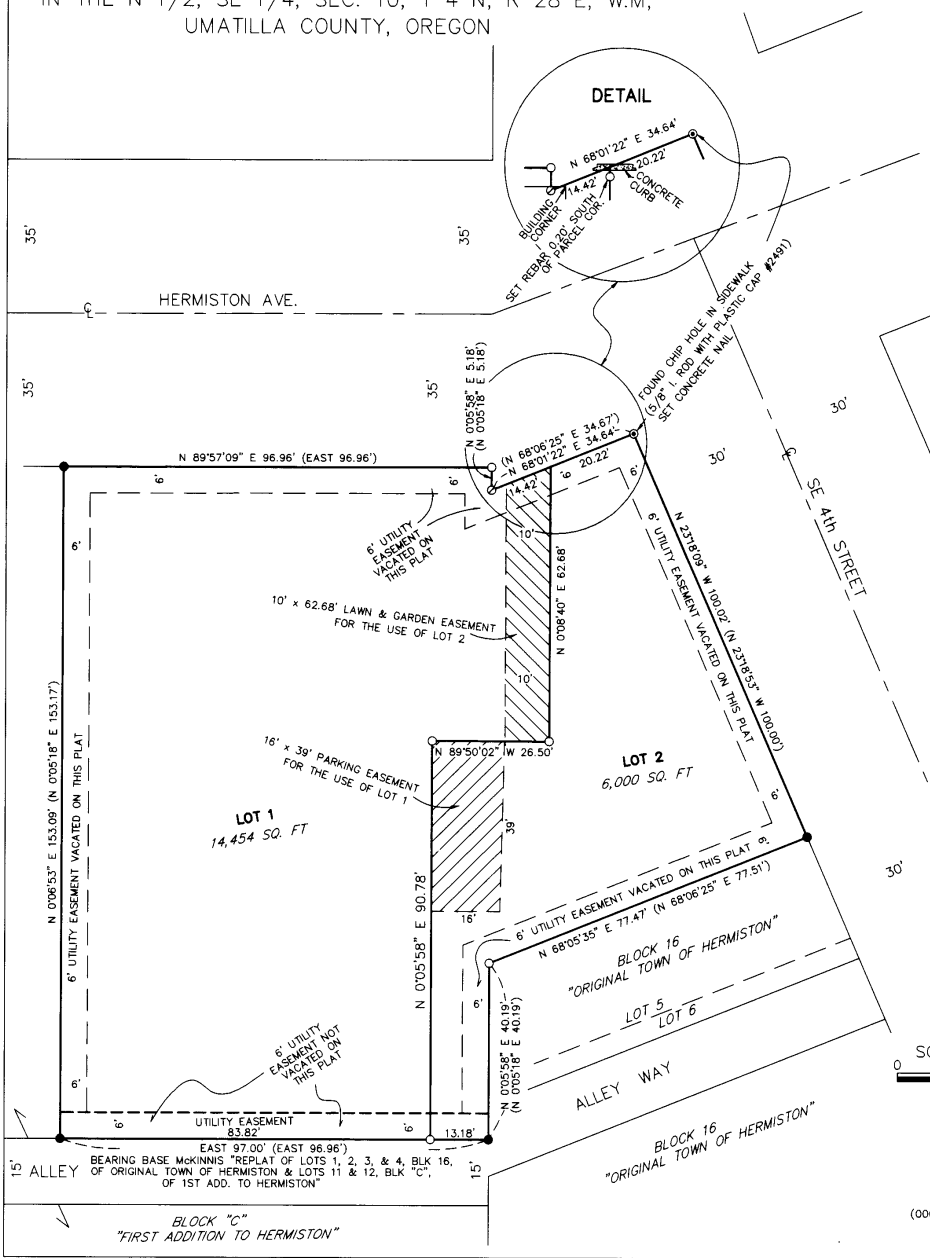 IN THE N 1/2, SE 1/4, SEC. 10, T 4 N, R 28 E, W.M,
UMATILLA COUNTY, OREGON
DETAIL
N 68°01'22" E 34.64'
14.42'
20.22'
CONCRETE
CURB
BUILDING
CORNER
SET REBAR 0.20' SOUTH
OF PARCEL COR.
35'
35'
HERMISTON AVE.
℄
35'
35'
N 0°05'58" E 5.18'
(N 0°05'18" E 5.18')
FOUND CHIP HOLE IN SIDEWALK
(5/8" I. ROD WITH PLASTIC CAP #2491)
SET CONCRETE NAIL
(N 68°06'25" E 34.67')
N 68°01'22" E 34.64'
14.42'
20.22'
30'
30'
℄
SE 4th STREET
N 89°57'09" E 96.96' (EAST 96.96')
6'
6'
6'
6'
6'
6' UTILITY
EASEMENT
VACATED ON
THIS PLAT
10'
10' x 62.68' LAWN & GARDEN EASEMENT
FOR THE USE OF LOT 2
N 0°08'40" E 62.68'
10'
N 23°18'09" W 100.02' (N 23°18'53" W 100.00')
6' UTILITY EASEMENT VACATED ON THIS PLAT
N 89°50'02" W 26.50'
16' x 39' PARKING EASEMENT
FOR THE USE OF LOT 1
39'
16'
LOT 2
6,000 SQ. FT
LOT 1
14,454 SQ. FT
N 0°06'53" E 153.09' (N 0°05'18" E 153.17')
6' UTILITY EASEMENT VACATED ON THIS PLAT
N 0°05'58" E 90.78'
6'
6'
30'
6' UTILITY EASEMENT VACATED ON THIS PLAT
N 68°05'35" E 77.47' (N 68°06'25" E 77.51')
BLOCK 16
"ORIGINAL TOWN OF HERMISTON"
LOT 5
LOT 6
6'
N 0°05'58" E 40.19'
(N 0°05'18" E 40.19')
ALLEY WAY
BLOCK 16
"ORIGINAL TOWN OF HERMISTON"
0
6' UTILITY
EASEMENT NOT
VACATED ON
THIS PLAT
6'
6'
UTILITY EASEMENT
83.82'
6'
13.18'
EAST 97.00' (EAST 96.96')
15'
ALLEY
BEARING BASE McKINNIS "REPLAT OF LOTS 1, 2, 3, & 4, BLK 16,
OF ORIGINAL TOWN OF HERMISTON & LOTS 11 & 12, BLK "C",
OF 1ST ADD. TO HERMISTON"
15'
BLOCK "C"
"FIRST ADDITION TO HERMISTON"